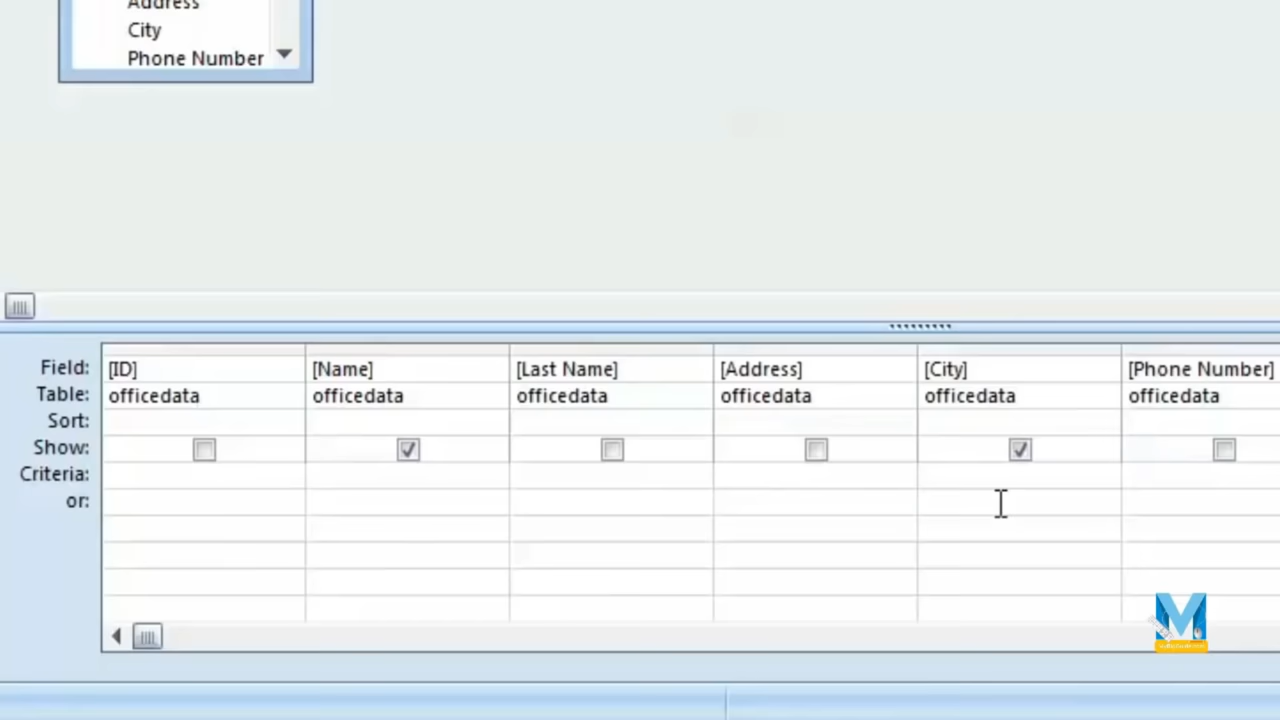 Address
City
Phone Number
Field: [ID] [Name] [Last Name] [Address] [City] [Phone Number]
Table: officedata officedata officedata officedata officedata officedata
Sort:
Show:
Criteria:
or:
M